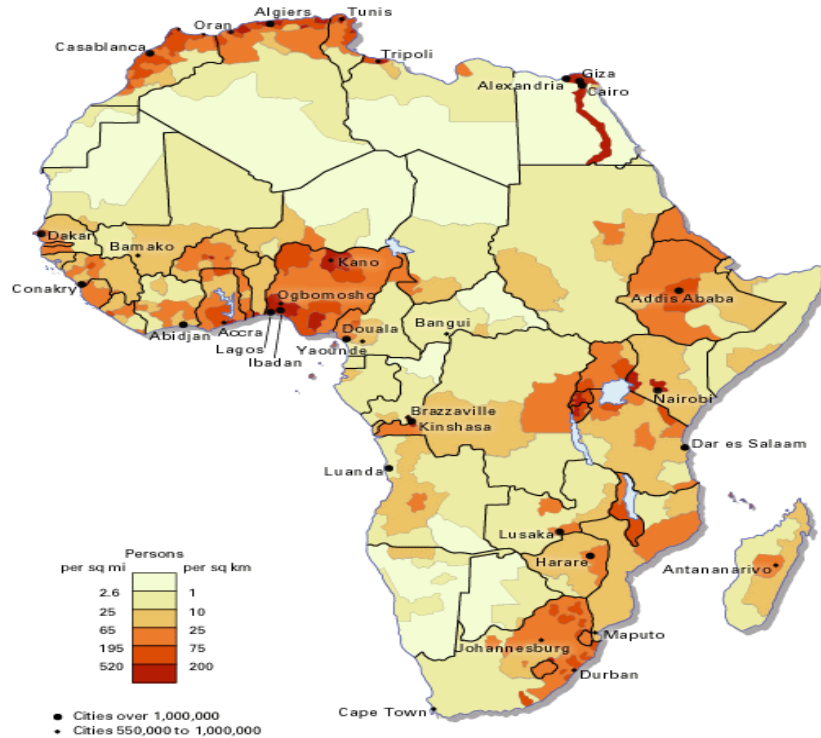 Algiers
Tunis
Oran
Casablanca
Tripoli
Giza
Alexandria
Cairo
Dakar
Bamako
Kano
Conakry
Ogbomosho
Addis Ababa
Abidjan
Accra
Douala
Bangui
Lagos
Yaounde
Ibadan
Nairobi
Brazzaville
Kinshasa
Dar es Salaam
Luanda
Lusaka
Harare
Antananarivo
Maputo
Johannesburg
Durban
Cape Town
Persons
per sq mi per sq km
2.6 1
25 10
65 25
195 75
520 200
Cities over 1,000,000
Cities 550,000 to 1,000,000